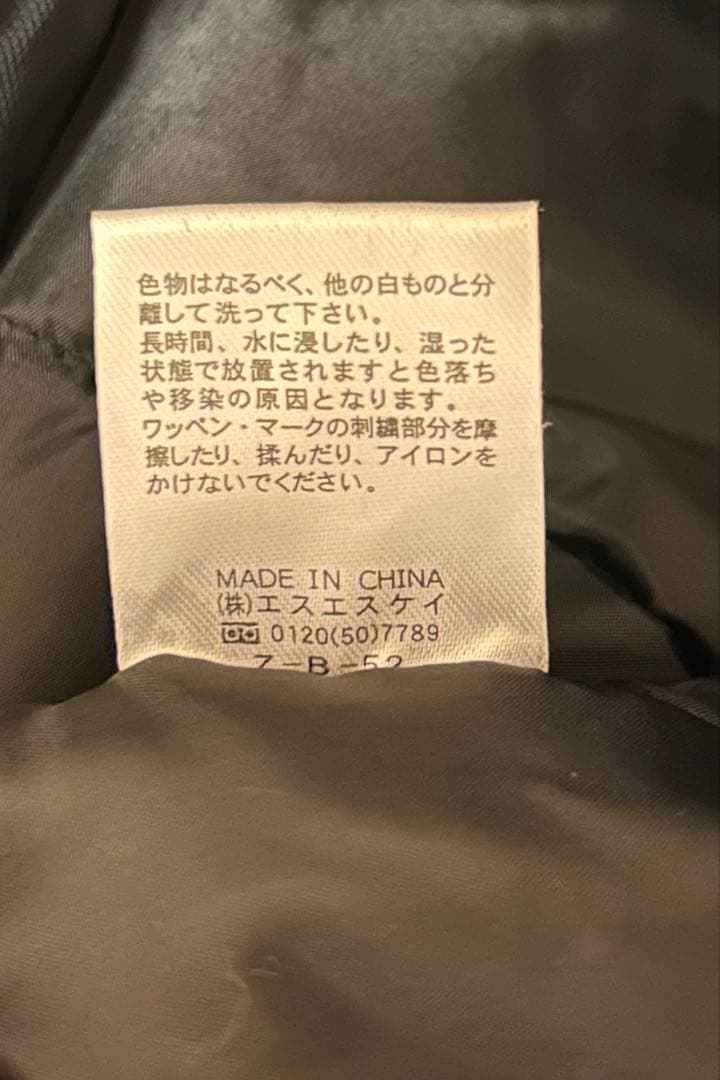 色物はなるべく、他の白ものと分
離して洗って下さい。
長時間、水に浸したり、湿った
状態で放置されますと色落ち
や移染の原因となります。
ワッペン・マークの刺繍部分を摩
擦したり、揉んだり、アイロンを
かけないでください。
MADE IN CHINA
(株)エスエスケイ
0120(50)7789
7-B-52